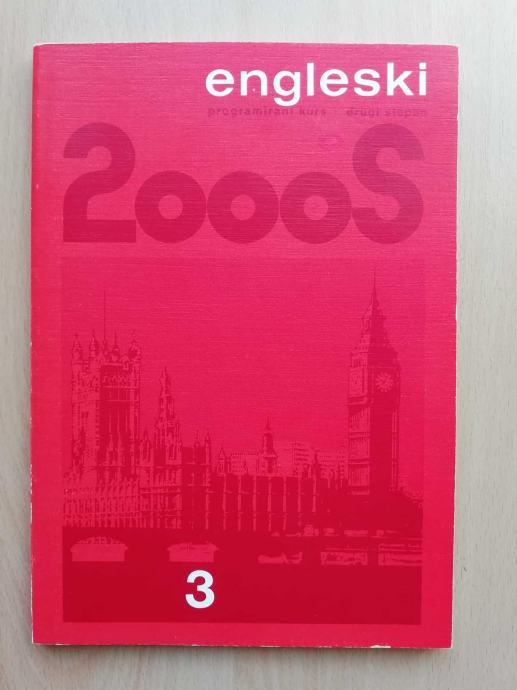 engleski
programirani kurs - drugi stepen
2000S
3